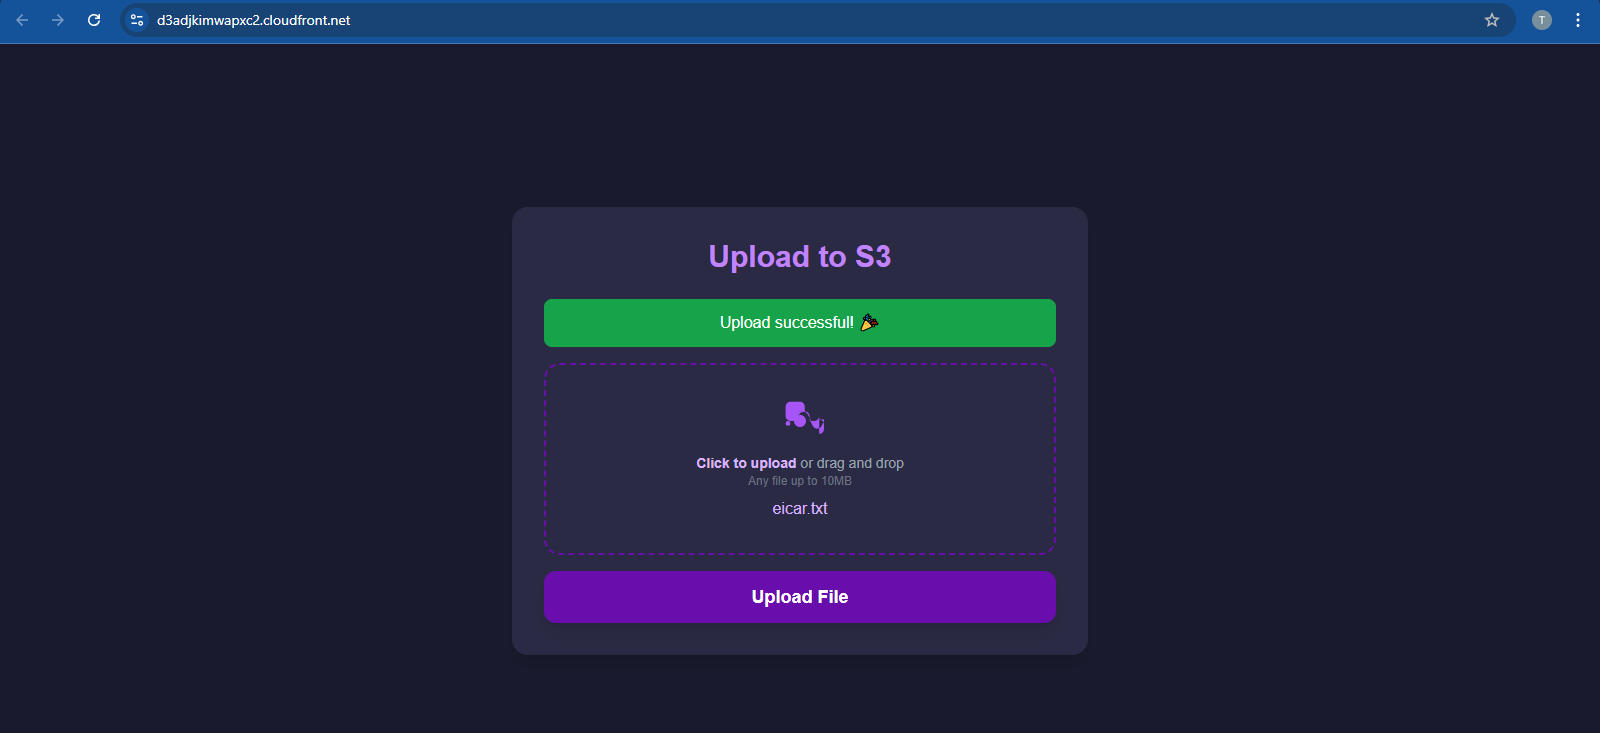 d3adjkimwapxc2.cloudfront.net
T
Upload to S3
Upload successful! 🎉
Click to upload or drag and drop
Any file up to 10MB
eicar.txt
Upload File